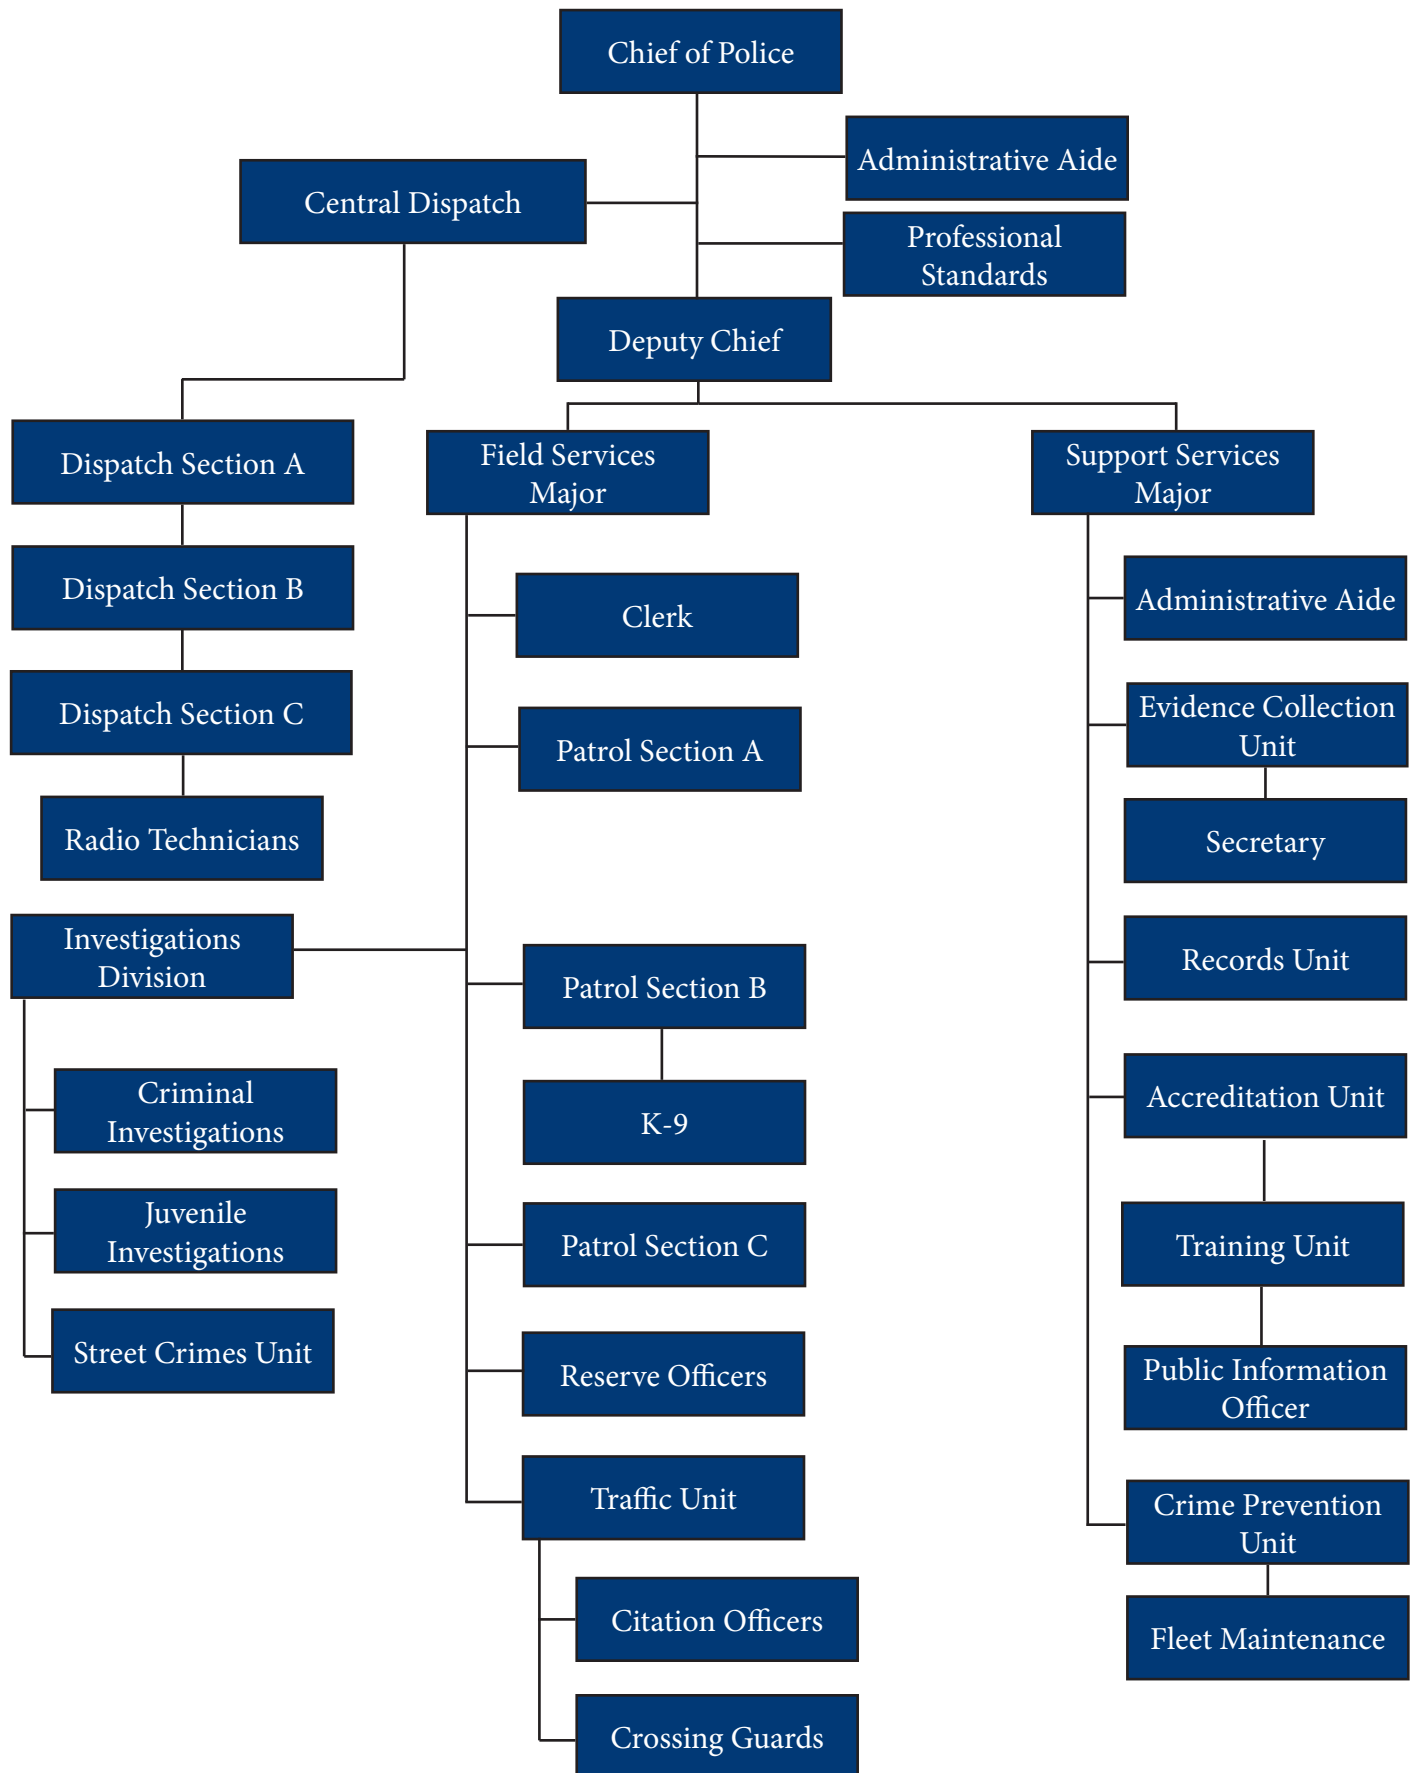 Chief of Police
Administrative Aide
Central Dispatch
Professional
Standards
Deputy Chief
Dispatch Section A
Dispatch Section B
Dispatch Section C
Radio Technicians
Field Services
Major
Clerk
Patrol Section A
Investigations
Division
Criminal
Investigations
Juvenile
Investigations
Street Crimes Unit
Patrol Section B
K-9
Patrol Section C
Reserve Officers
Traffic Unit
Citation Officers
Crossing Guards
Support Services
Major
Administrative Aide
Evidence Collection
Unit
Secretary
Records Unit
Accreditation Unit
Training Unit
Public Information
Officer
Crime Prevention
Unit
Fleet Maintenance